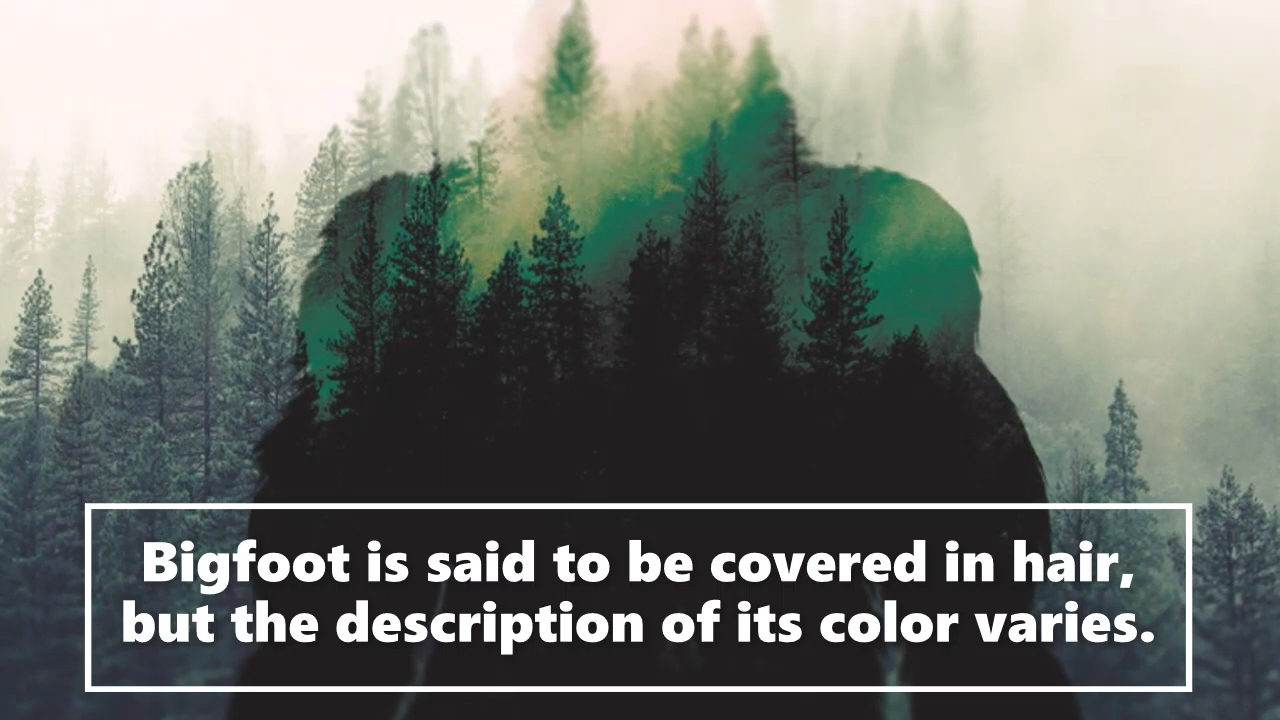 Bigfoot is said to be covered in hair,
but the description of its color varies.